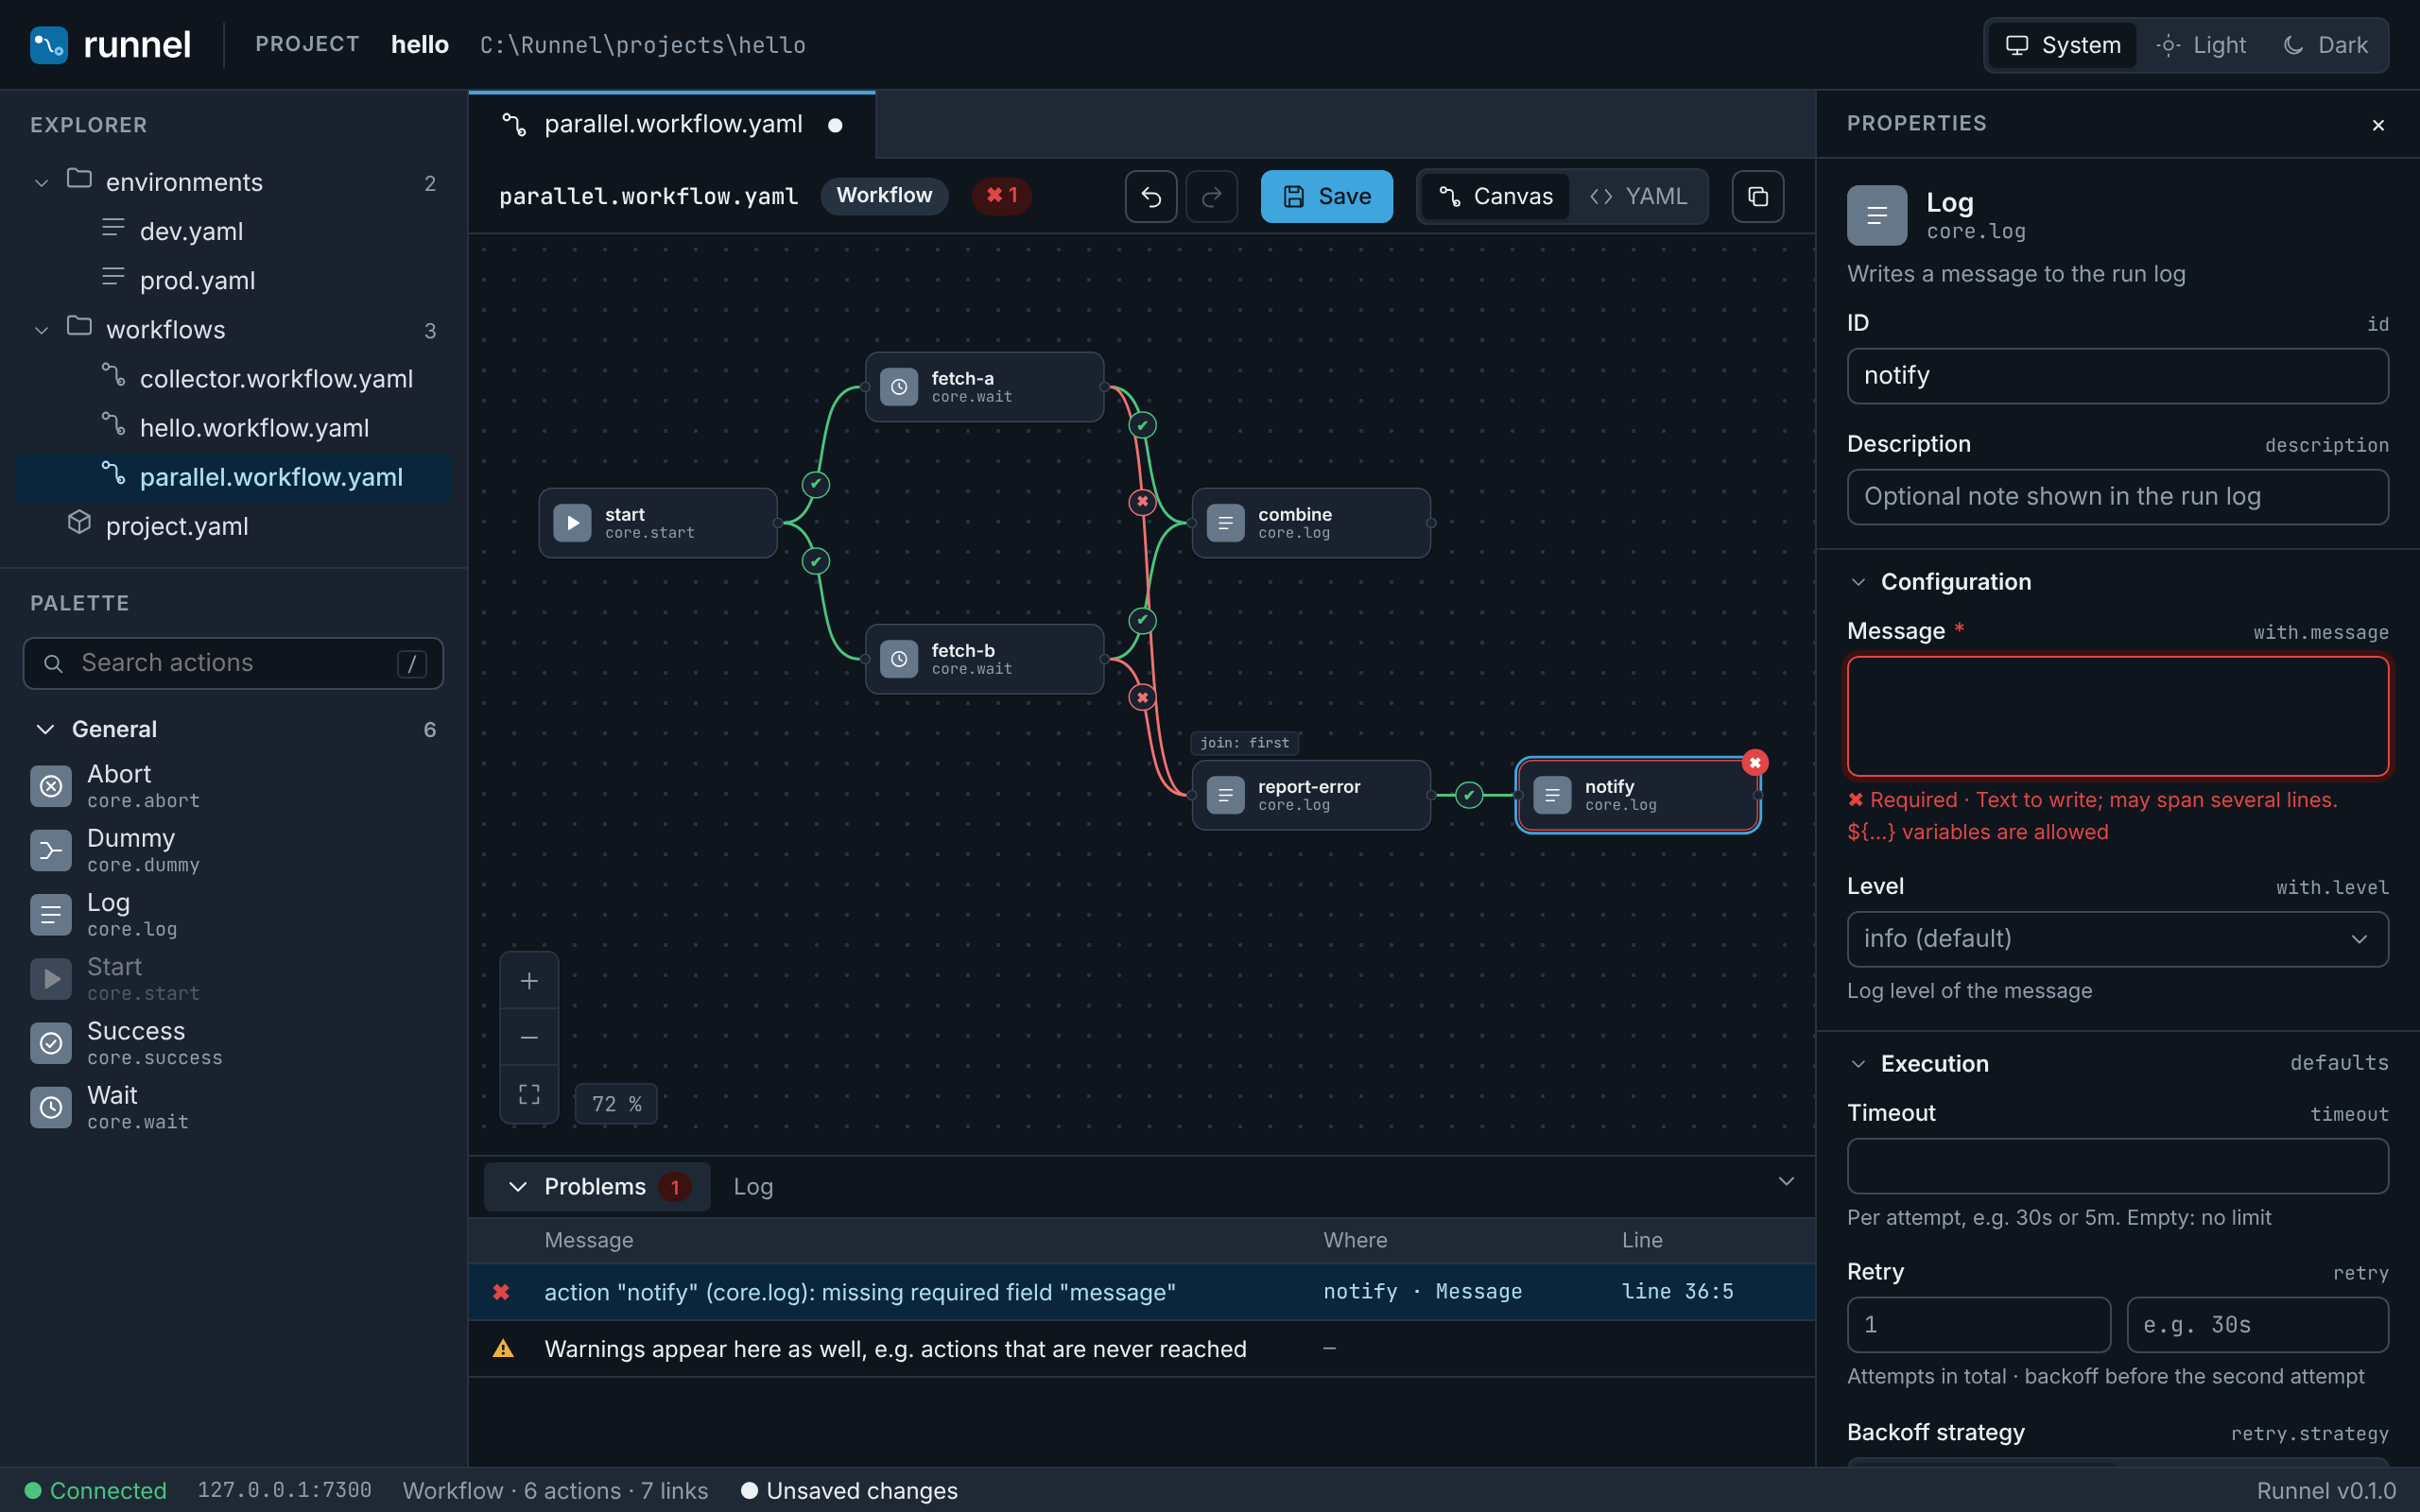 runnel
PROJECT hello C:\Runnel\projects\hello
System Light Dark
EXPLORER
environments 2
dev.yaml
prod.yaml
workflows 3
collector.workflow.yaml
hello.workflow.yaml
parallel.workflow.yaml
project.yaml
PALETTE
Search actions /
General 6
Abort
core.abort
Dummy
core.dummy
Log
core.log
Start
core.start
Success
core.success
Wait
core.wait
parallel.workflow.yaml
parallel.workflow.yaml Workflow ✖ 1 Save Canvas YAML
fetch-a
core.wait
start
core.start
combine
core.log
fetch-b
core.wait
join: first
report-error
core.log
notify
core.log
72 %
Problems 1 Log
Message Where Line
action "notify" (core.log): missing required field "message" notify · Message line 36:5
Warnings appear here as well, e.g. actions that are never reached –
PROPERTIES
Log
core.log
Writes a message to the run log
ID id
notify
Description description
Optional note shown in the run log
Configuration
Message * with.message
✖ Required · Text to write; may span several lines.
${...} variables are allowed
Level with.level
info (default)
Log level of the message
Execution defaults
Timeout timeout
Per attempt, e.g. 30s or 5m. Empty: no limit
Retry retry
1 e.g. 30s
Attempts in total · backoff before the second attempt
Backoff strategy retry.strategy
Connected 127.0.0.1:7300 Workflow · 6 actions · 7 links Unsaved changes Runnel v0.1.0